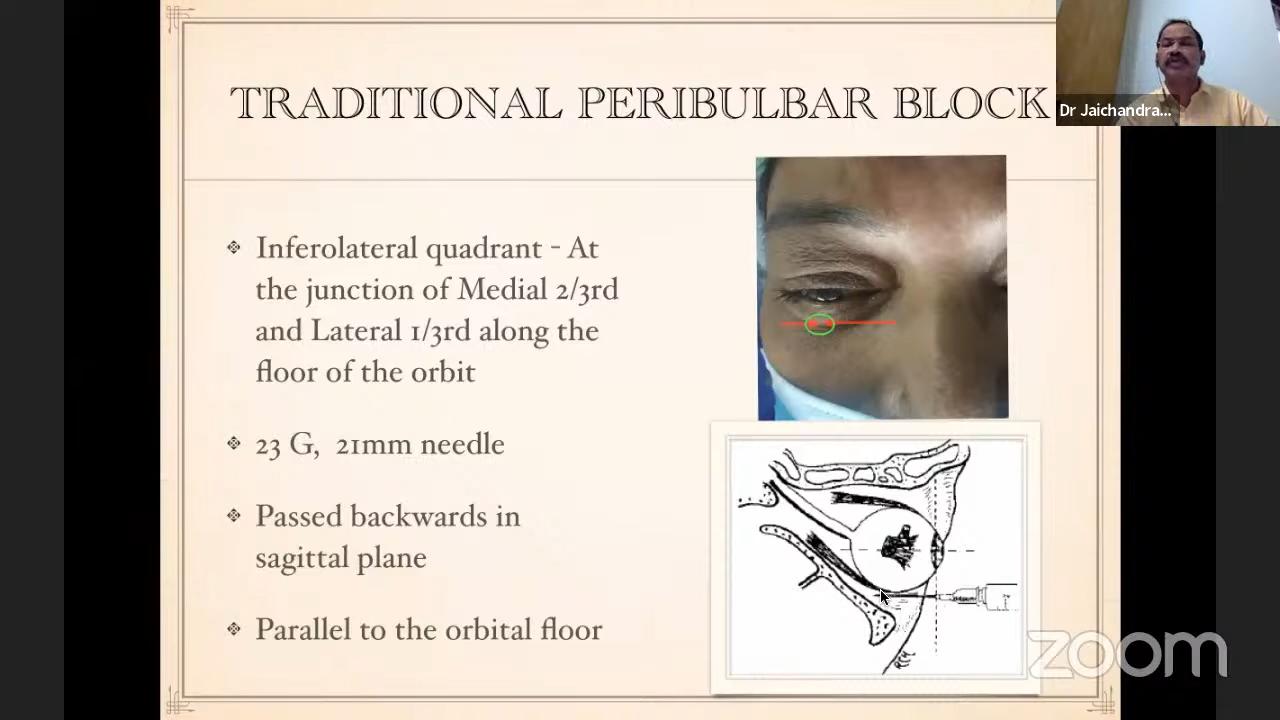 TRADITIONAL PERIBULBAR BLOCK
Dr Jaichandra...
Inferolateral quadrant - At
the junction of Medial 2/3rd
and Lateral 1/3rd along the
floor of the orbit
23 G, 21mm needle
Passed backwards in
sagittal plane
Parallel to the orbital floor
zoom